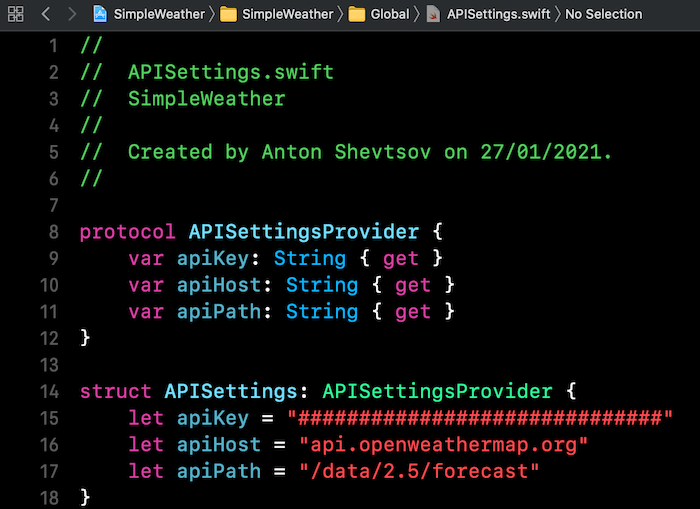 SimpleWeather 〉 SimpleWeather 〉 Global 〉 APISettings.swift 〉 No Selection
1 //
2 //  APISettings.swift
3 //  SimpleWeather
4 //
5 //  Created by Anton Shevtsov on 27/01/2021.
6 //
7
8 protocol APISettingsProvider {
9     var apiKey: String { get }
10     var apiHost: String { get }
11     var apiPath: String { get }
12 }
13
14 struct APISettings: APISettingsProvider {
15     let apiKey = "##############################"
16     let apiHost = "api.openweathermap.org"
17     let apiPath = "/data/2.5/forecast"
18 }